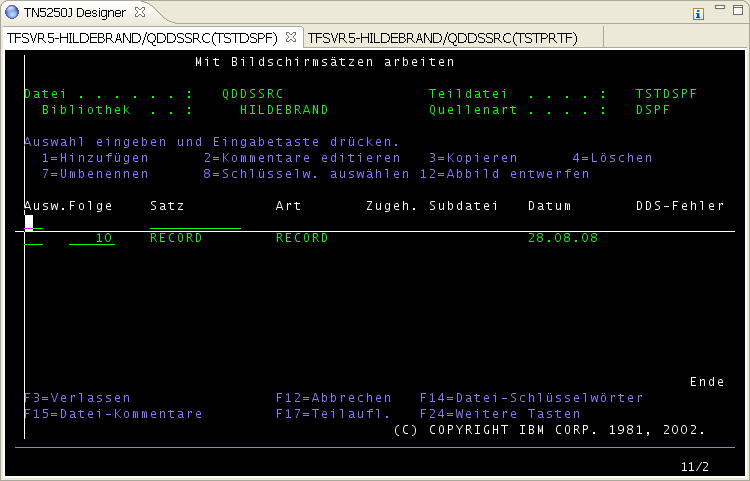 TN5250J Designer
TFSVR5-HILDEBRAND/QDDSSRC(TSTDSPF) TFSVR5-HILDEBRAND/QDDSSRC(TSTPRTF)
Mit Bildschirmsätzen arbeiten
Datei . . . . . . : QDDSSRC Teildatei . . . . : TSTDSPF
Bibliothek . . : HILDEBRAND Quellenart . . . . : DSPF
Auswahl eingeben und Eingabetaste drücken.
1=Hinzufügen 2=Kommentare editieren 3=Kopieren 4=Löschen
7=Umbenennen 8=Schlüsselw. auswählen 12=Abbild entwerfen
Ausw. Folge Satz Art Zugeh. Subdatei Datum DDS-Fehler
10 RECORD RECORD 28.08.08
Ende
F3=Verlassen F12=Abbrechen F14=Datei-Schlüsselwörter
F15=Datei-Kommentare F17=Teilaufl. F24=Weitere Tasten
(C) COPYRIGHT IBM CORP. 1981, 2002.
11/2